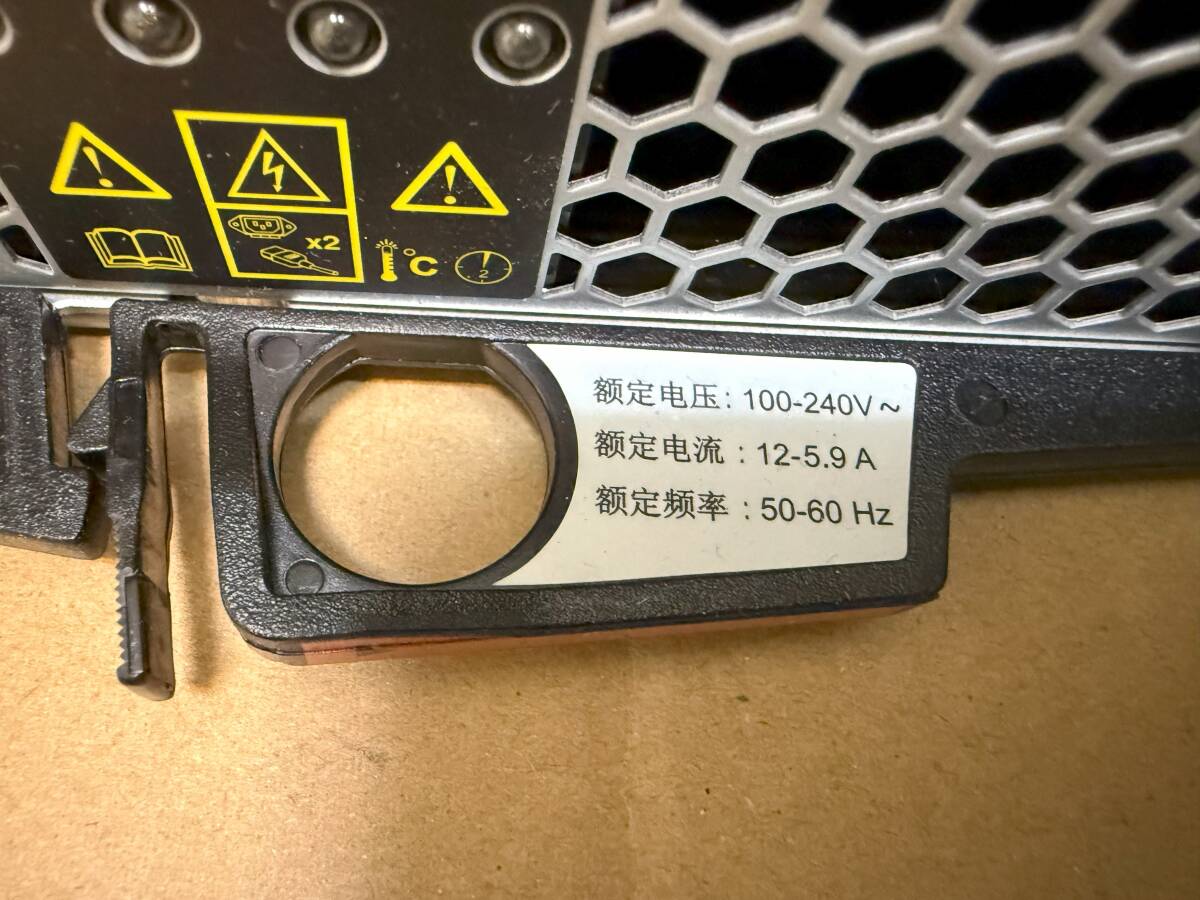 x2
°C
2
额定电压: 100-240V~
额定电流 : 12-5.9 A
额定频率 : 50-60 Hz